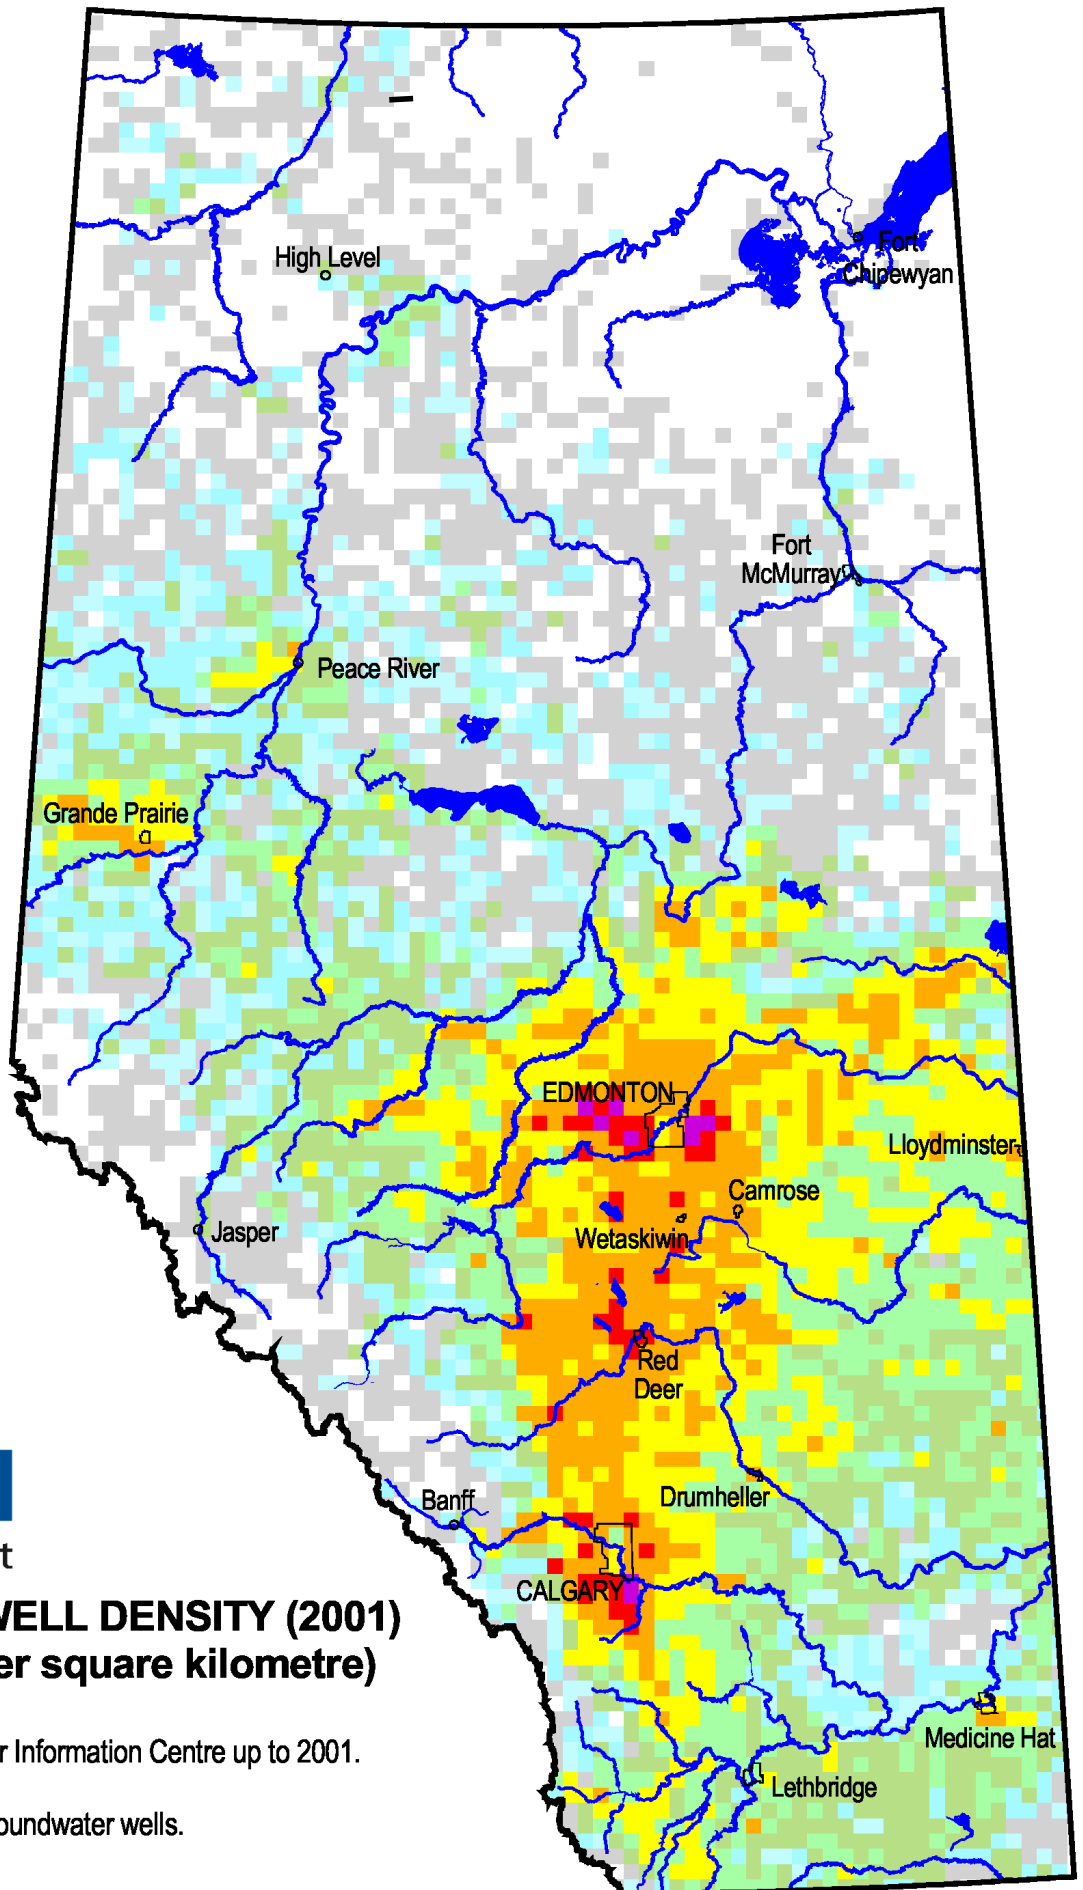 High Level
Fort
Chipewyan
Fort
McMurray
Peace River
Grande Prairie
EDMONTON
Lloydminster
Camrose
Jasper
Wetaskiwin
Red
Deer
Banff
Drumheller
t
CALGARY
WELL DENSITY (2001)
er square kilometre)
Medicine Hat
r Information Centre up to 2001.
Lethbridge
oundwater wells.